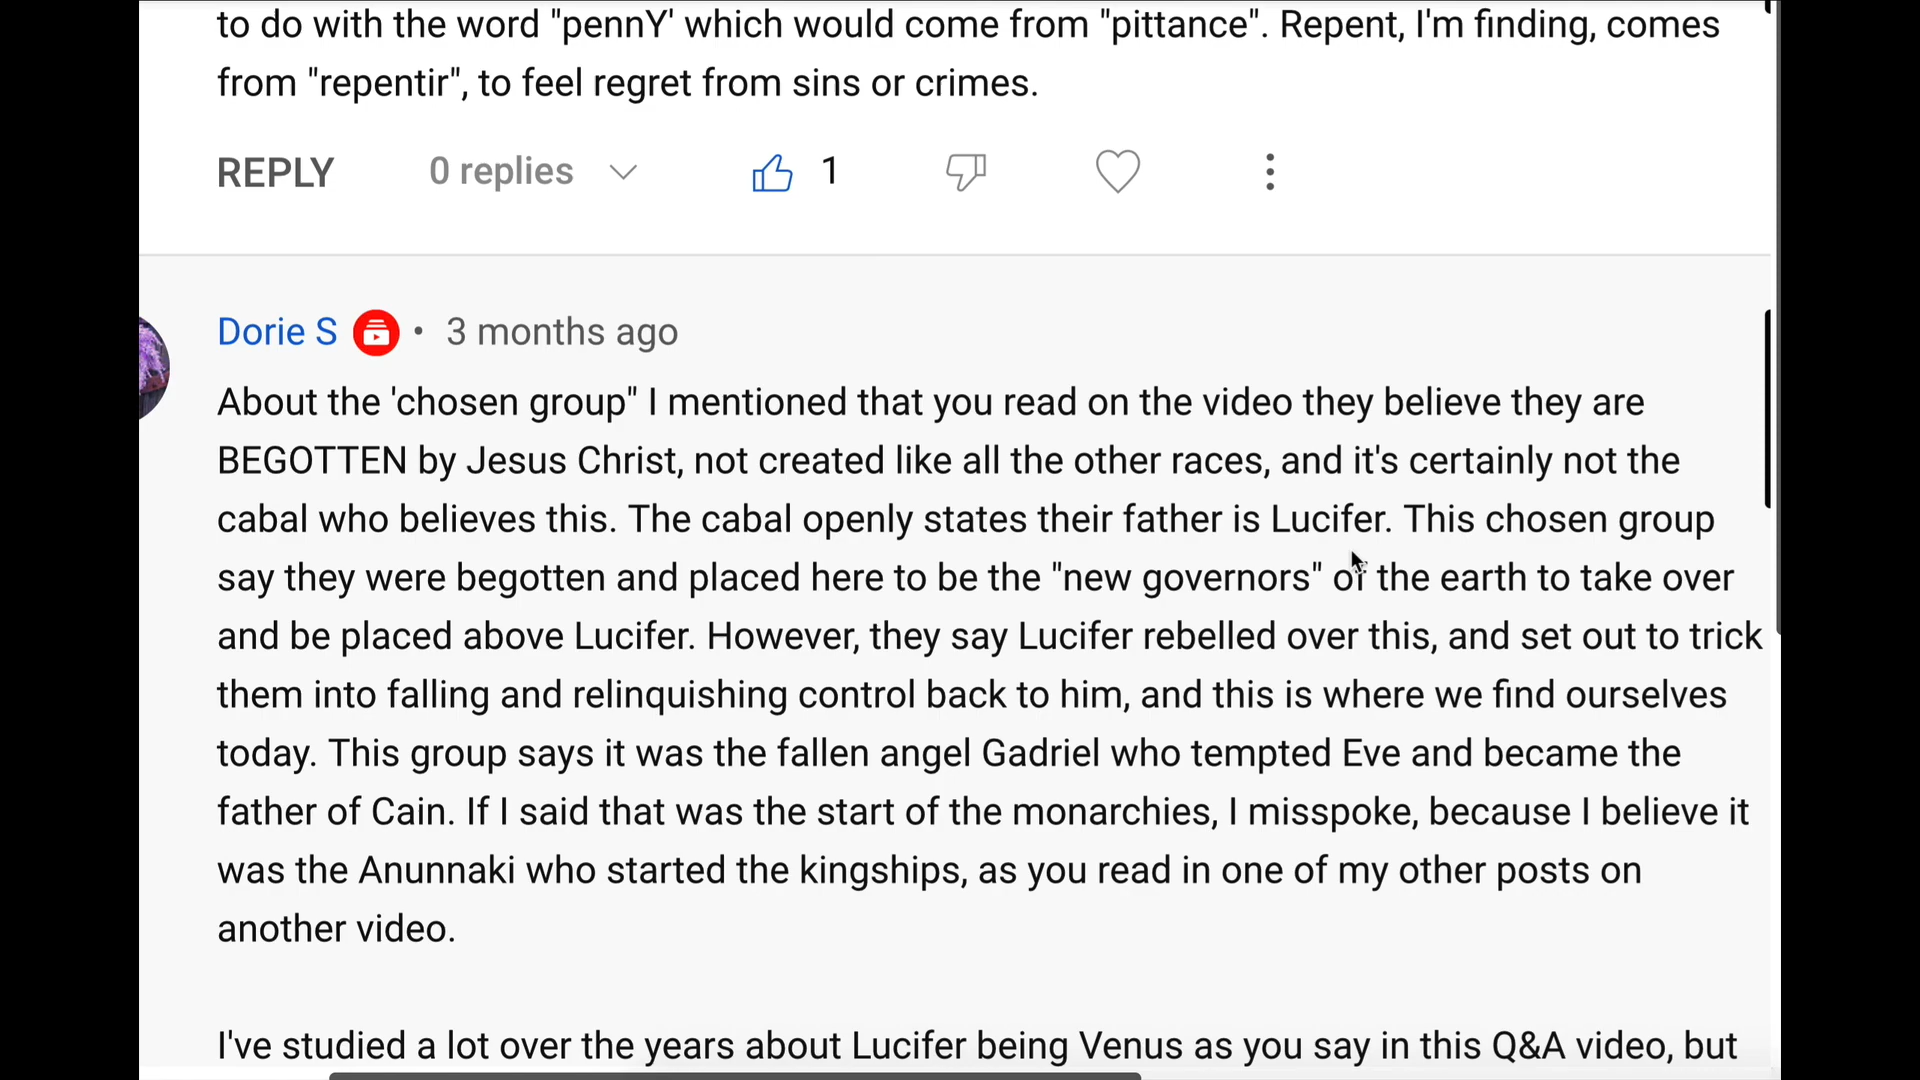 to do with the word "pennY' which would come from "pittance". Repent, I'm finding, comes
from "repentir", to feel regret from sins or crimes.
REPLY 0 replies 1
Dorie S • 3 months ago
About the 'chosen group" I mentioned that you read on the video they believe they are
BEGOTTEN by Jesus Christ, not created like all the other races, and it's certainly not the
cabal who believes this. The cabal openly states their father is Lucifer. This chosen group
say they were begotten and placed here to be the "new governors" of the earth to take over
and be placed above Lucifer. However, they say Lucifer rebelled over this, and set out to trick
them into falling and relinquishing control back to him, and this is where we find ourselves
today. This group says it was the fallen angel Gadriel who tempted Eve and became the
father of Cain. If I said that was the start of the monarchies, I misspoke, because I believe it
was the Anunnaki who started the kingships, as you read in one of my other posts on
another video.
I've studied a lot over the years about Lucifer being Venus as you say in this Q&A video, but